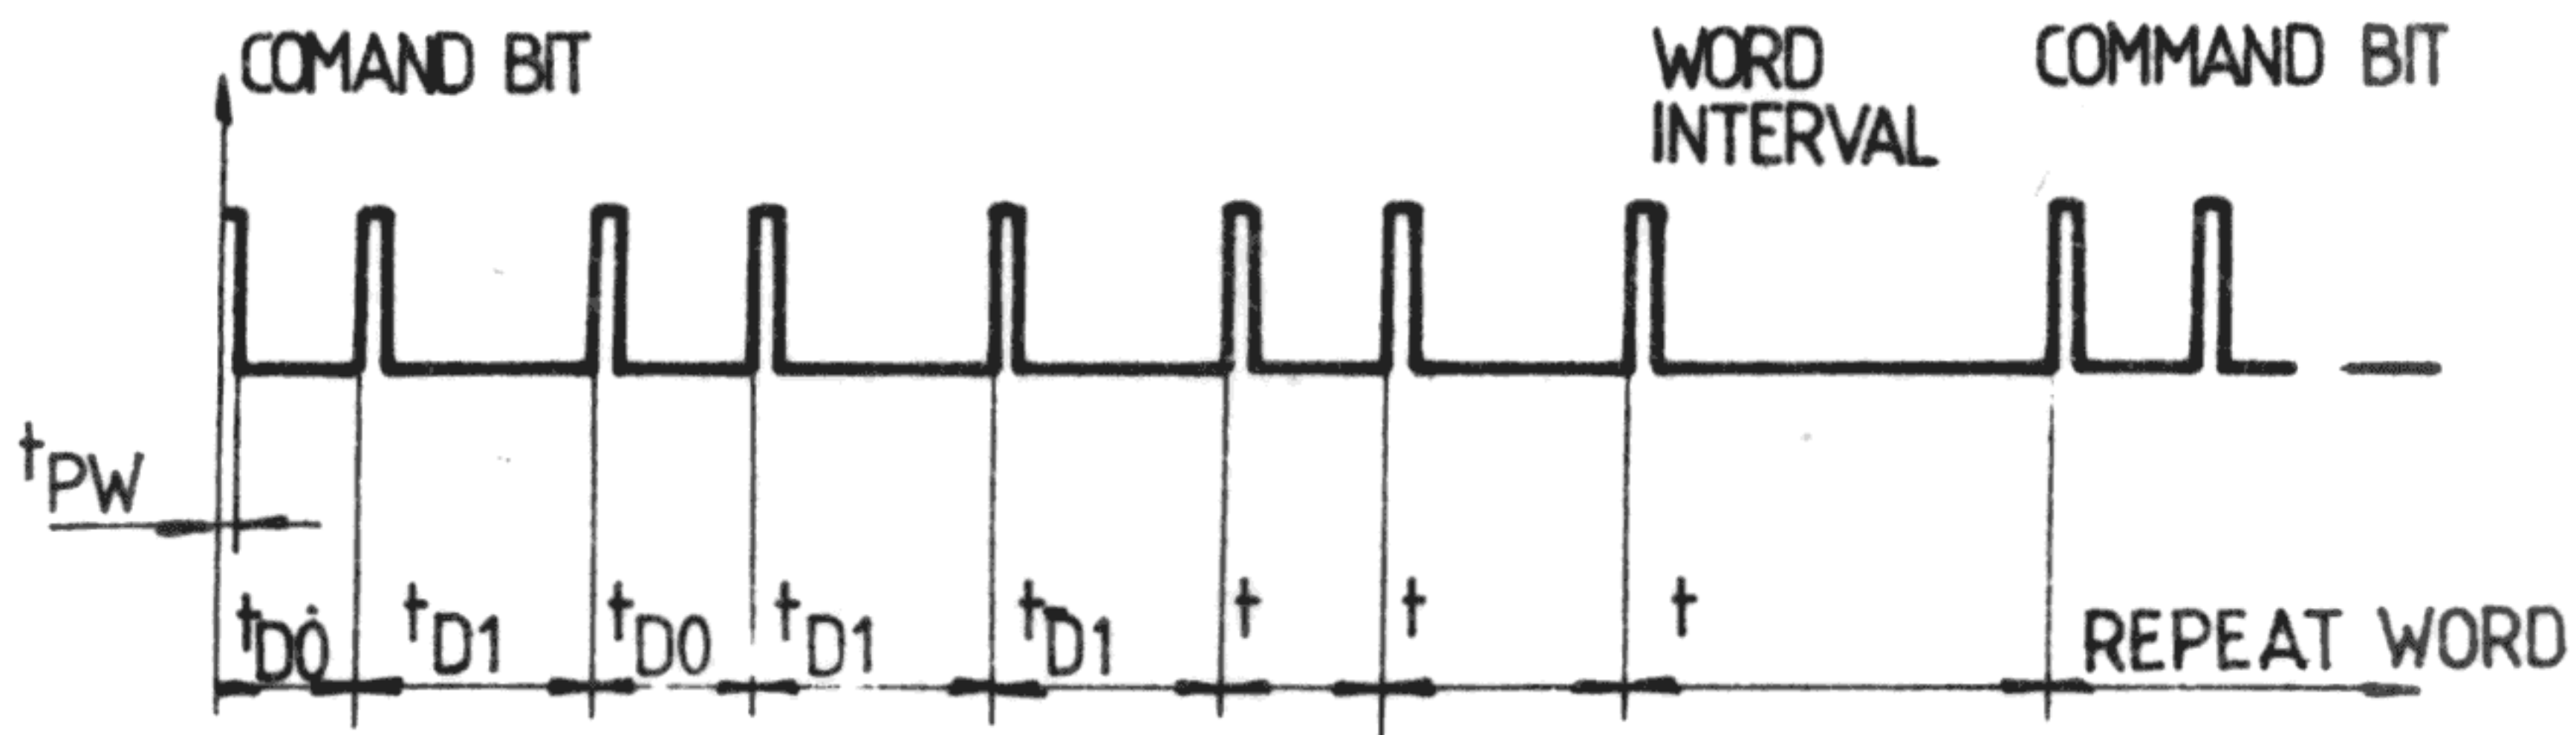 COMAND BIT
WORD
INTERVAL
COMMAND BIT
tPW
tD0
tD1
tD0
tD1
tD1
t
t
t
REPEAT WORD